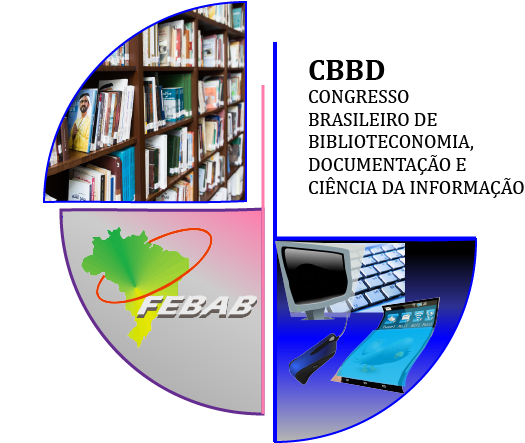 CBBD
CONGRESSO
BRASILEIRO DE
BIBLIOTECONOMIA,
DOCUMENTAÇÃO E
CIÊNCIA DA INFORMAÇÃO
FEBAB